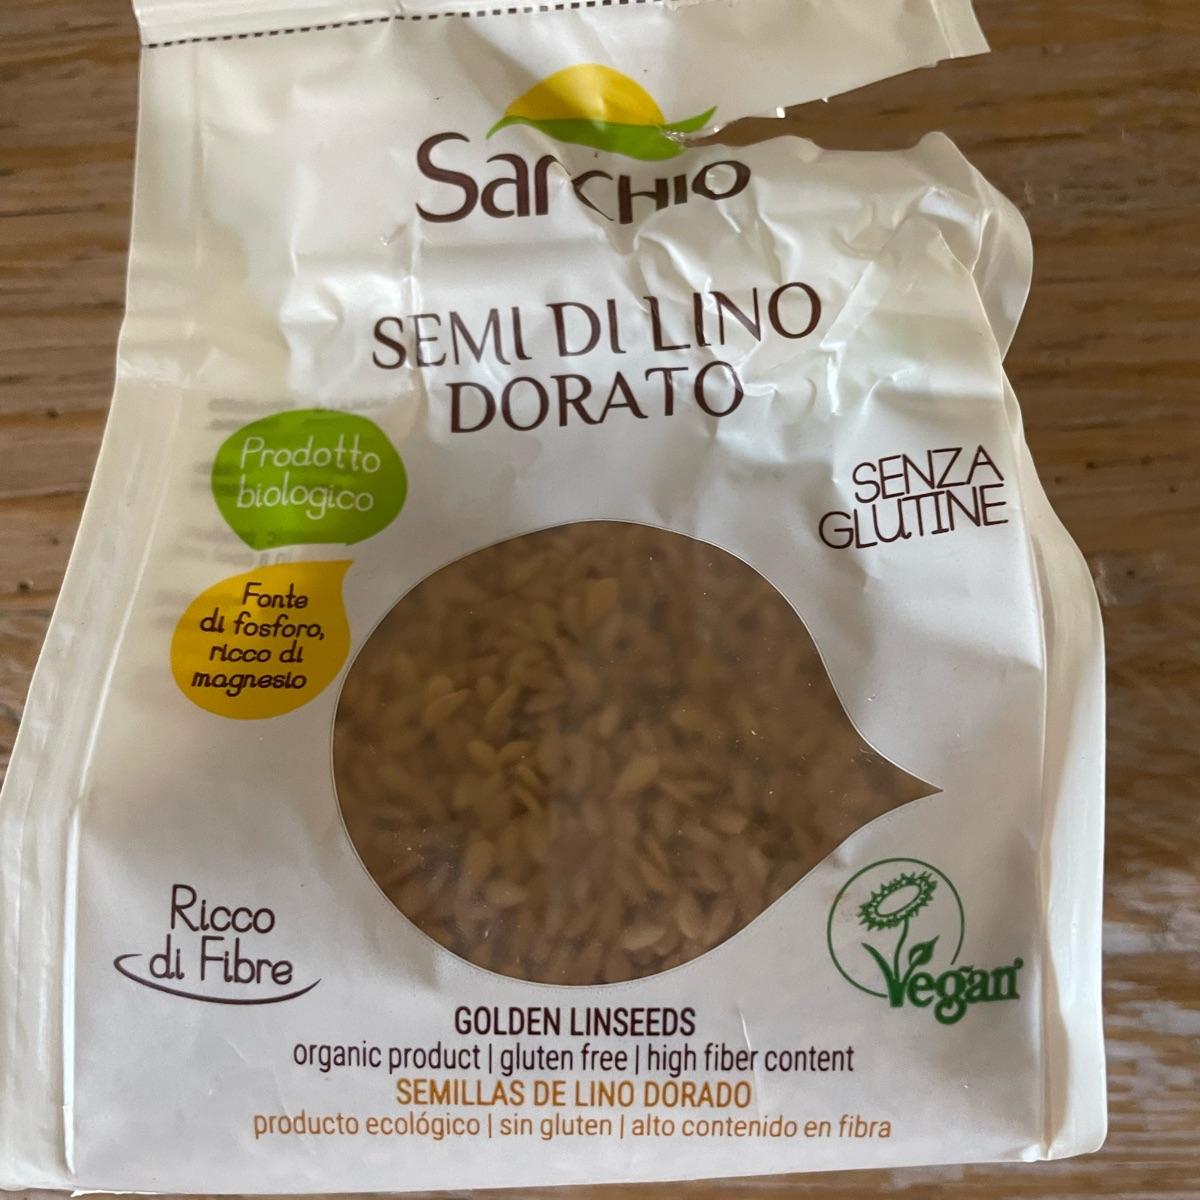 Sarchio
SEMI DI LINO
DORATO
Prodotto
biologico
SENZA
GLUTINE
Fonte
di fosforo,
ricco di
magnesio
Ricco
di Fibre
Vegan
GOLDEN LINSEEDS
organic product | gluten free | high fiber content
SEMILLAS DE LINO DORADO
producto ecológico | sin gluten | alto contenido en fibra